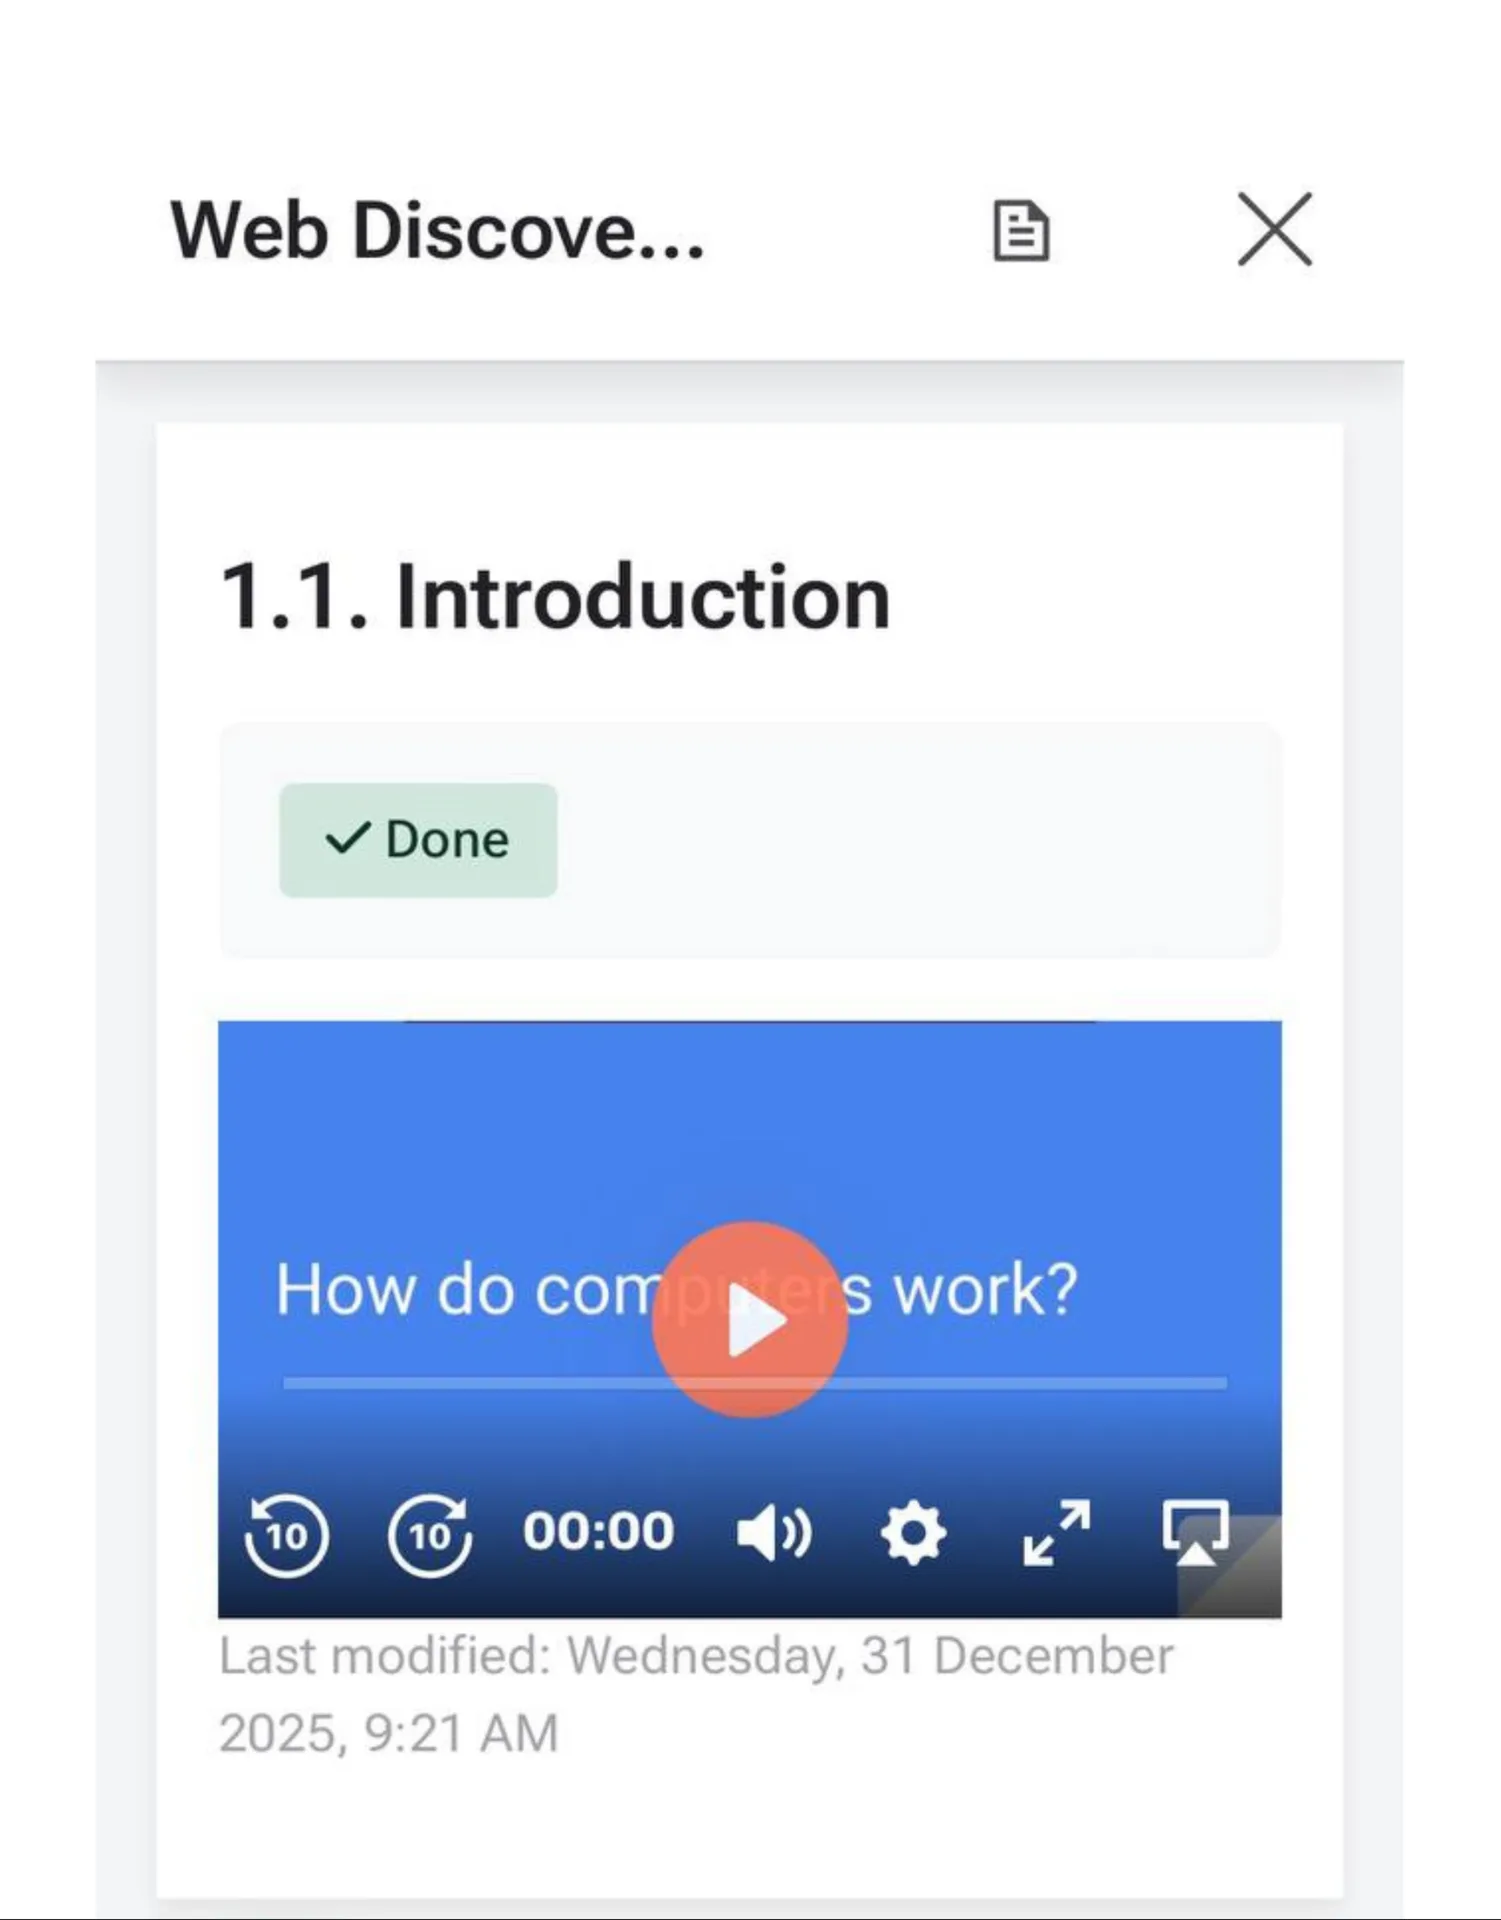 Web Discove...
1.1. Introduction
Done
How do computers work?
10 10 00:00
Last modified: Wednesday, 31 December
2025, 9:21 AM